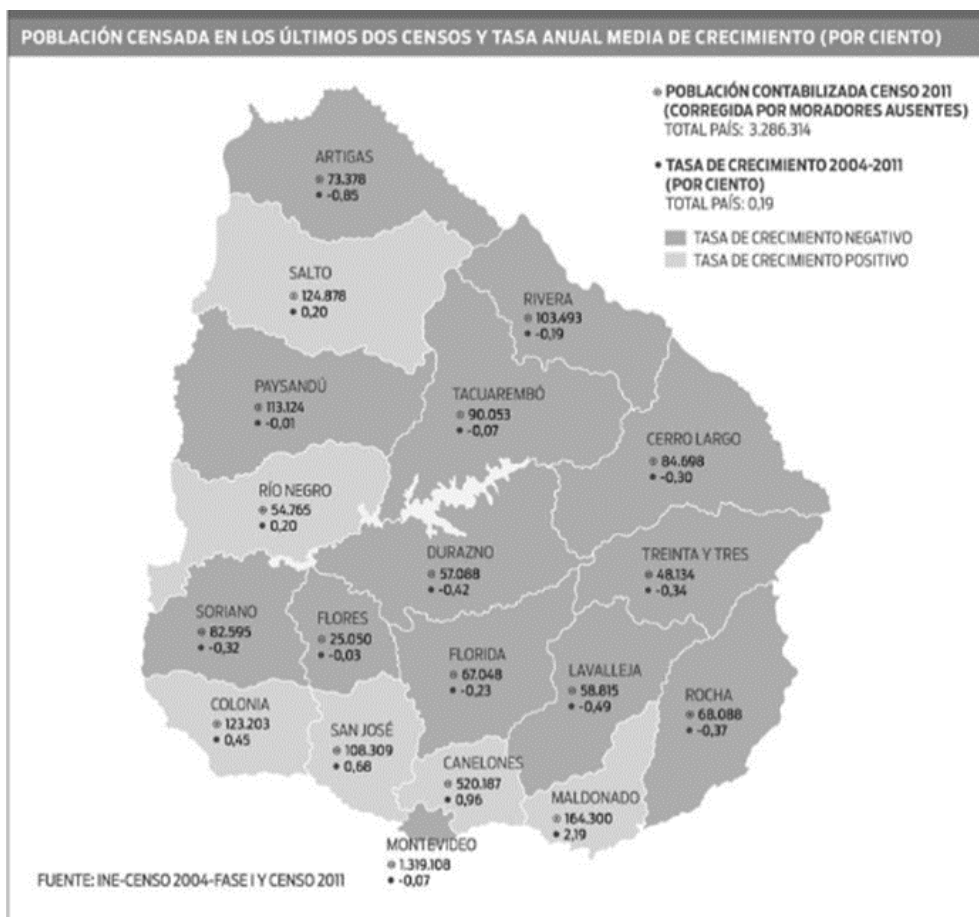 POBLACIÓN CENSADA EN LOS ÚLTIMOS DOS CENSOS Y TASA ANUAL MEDIA DE CRECIMIENTO (POR CIENTO)
POBLACIÓN CONTABILIZADA CENSO 2011
(CORREGIDA POR MORADORES AUSENTES)
TOTAL PAÍS: 3.286.314
TASA DE CRECIMIENTO 2004-2011
(POR CIENTO)
TOTAL PAÍS: 0,19
TASA DE CRECIMIENTO NEGATIVO
TASA DE CRECIMIENTO POSITIVO
ARTIGAS
73.378
-0,85
SALTO
124.878
0,20
RIVERA
103.493
-0,19
PAYSANDÚ
113.124
-0,01
TACUAREMBÓ
90.053
-0,07
CERRO LARGO
84.698
-0,30
RÍO NEGRO
54.765
0,20
DURAZNO
57.088
-0,42
TREINTA Y TRES
48.134
-0,34
SORIANO
82.595
-0,32
FLORES
25.050
-0,03
FLORIDA
67.048
-0,23
LAVALLEJA
58.815
-0,49
ROCHA
68.088
-0,37
COLONIA
123.203
0,45
SAN JOSÉ
108.309
0,68
CANELONES
520.187
0,96
MALDONADO
164.300
2,19
MONTEVIDEO
1.319.108
-0,07
FUENTE: INE-CENSO 2004-FASE I Y CENSO 2011